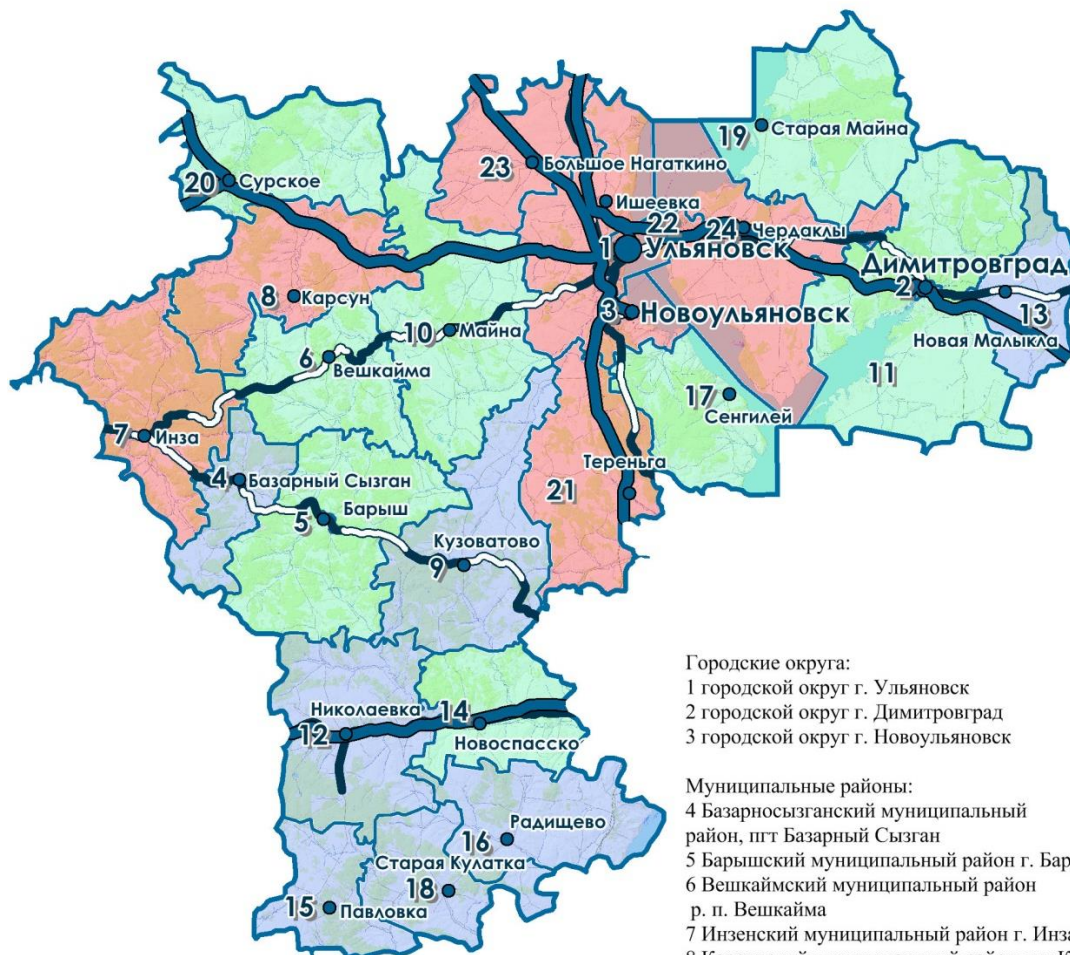 19
Старая Майна
23
Большое Нагаткино
20
Сурское
Ишеевка
22
24
Чердаклы
1
Ульяновск
Димитровград
2
8
Карсун
3
Новоульяновск
13
10
Майна
Новая Малыкла
6
Вешкайма
11
17
Сенгилей
7
Инза
4
Базарный Сызган
Тереньга
21
5
Барыш
Кузоватово
9
Николаевка
14
12
Новоспасско
Радищево
16
Старая Кулатка
18
15
Павловка
Городские округа:
1 городской округ г. Ульяновск
2 городской округ г. Димитровград
3 городской округ г. Новоульяновск
Муниципальные районы:
4 Базарносызганский муниципальный
район, пгт Базарный Сызган
5 Барышский муниципальный район г. Бар
6 Вешкаймский муниципальный район
р. п. Вешкайма
7 Инзенский муниципальный район г. Инза